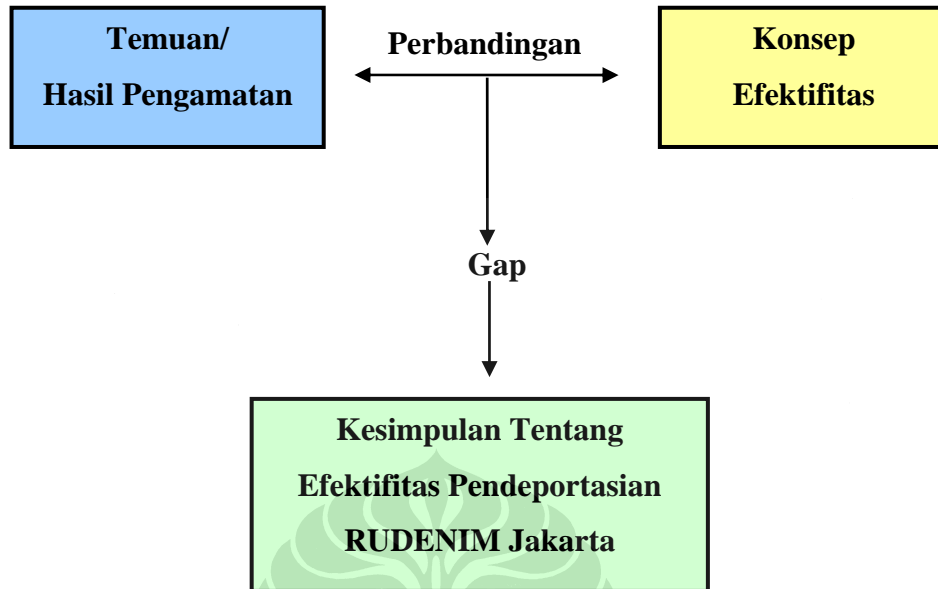 Temuan/
Hasil Pengamatan
Perbandingan
Konsep
Efektifitas
Gap
Kesimpulan Tentang
Efektifitas Pendeportasian
RUDENIM Jakarta